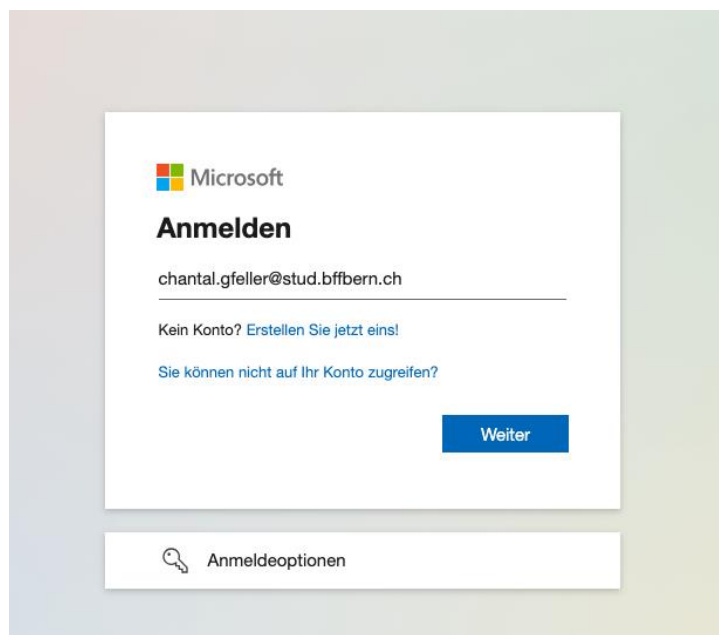 Microsoft
Anmelden
chantal.gfeller@stud.bffbern.ch
Kein Konto? Erstellen Sie jetzt eins!
Sie können nicht auf Ihr Konto zugreifen?
Weiter
Anmeldeoptionen